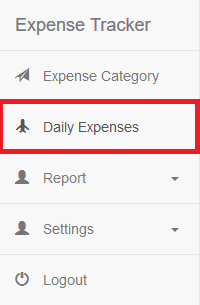 Expense Tracker
Expense Category
Daily Expenses
Report
Settings
Logout